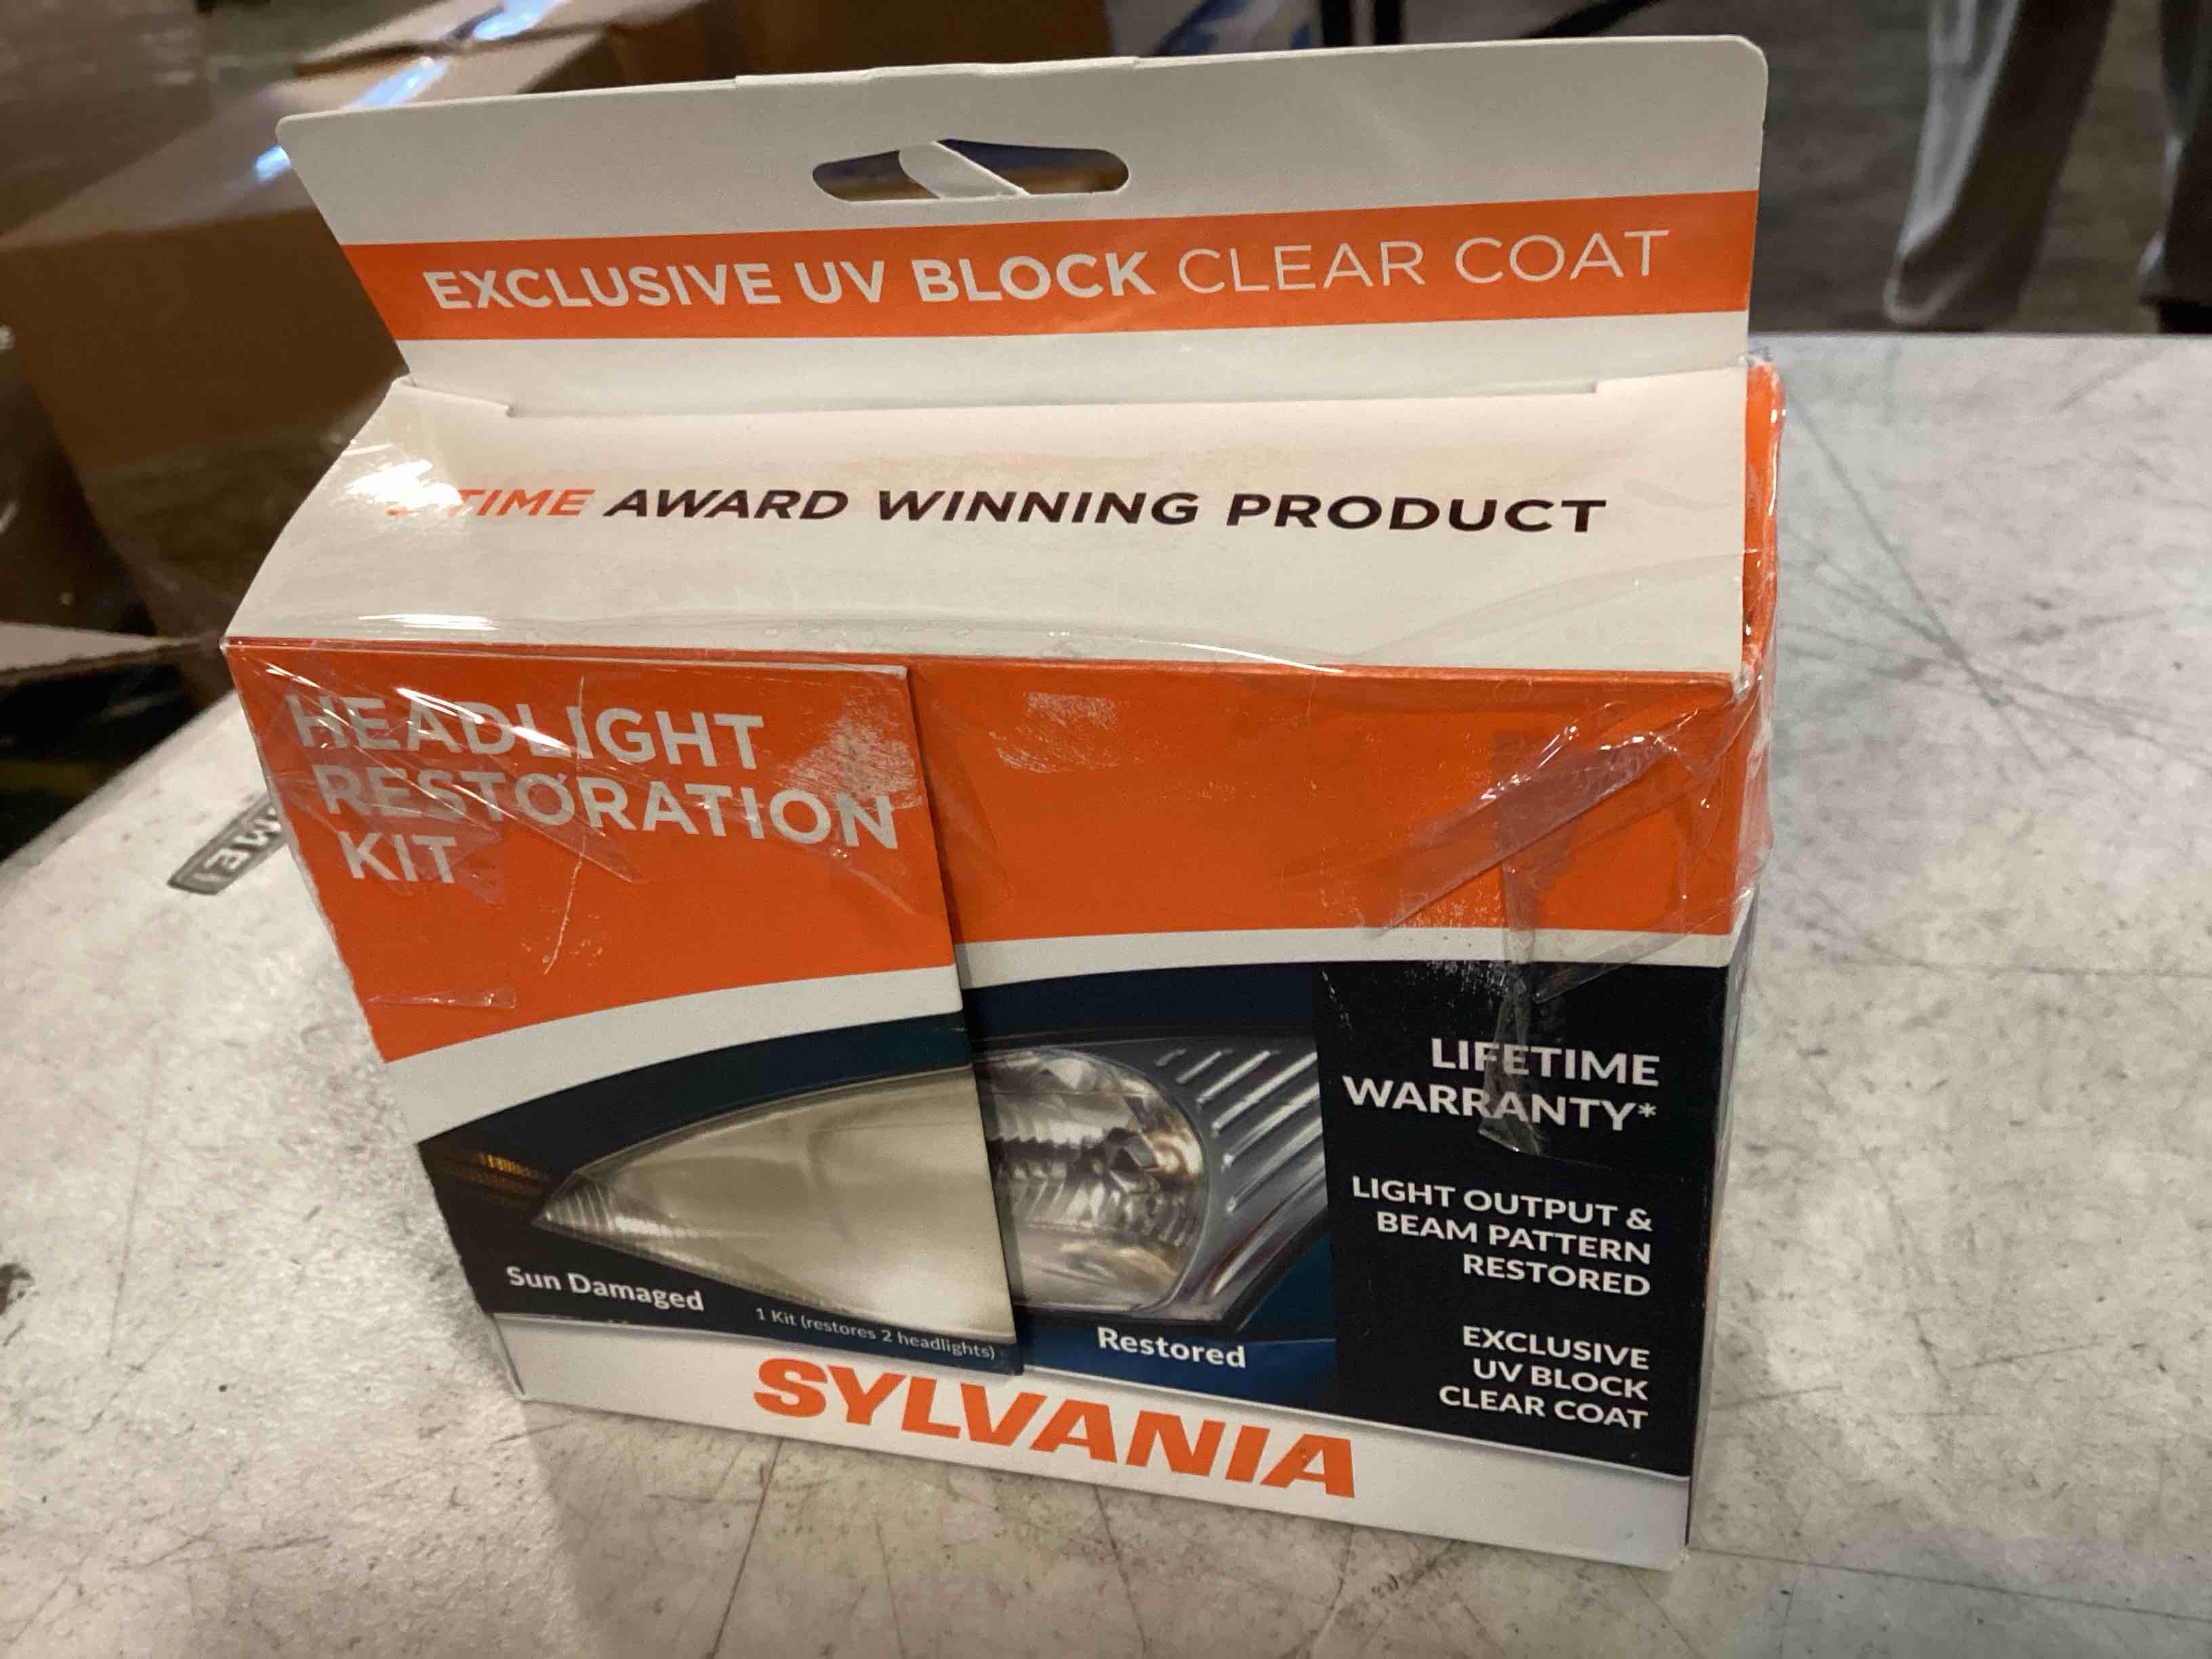 EXCLUSIVE UV BLOCK CLEAR COAT
TIME AWARD WINNING PRODUCT
HEADLIGHT
RESTORATION
KIT
LIFETIME
WARRANTY*
LIGHT OUTPUT &
BEAM PATTERN
RESTORED
EXCLUSIVE
UV BLOCK
CLEAR COAT
Sun Damaged
1 Kit (restores 2 headlights)
Restored
SYLVANIA